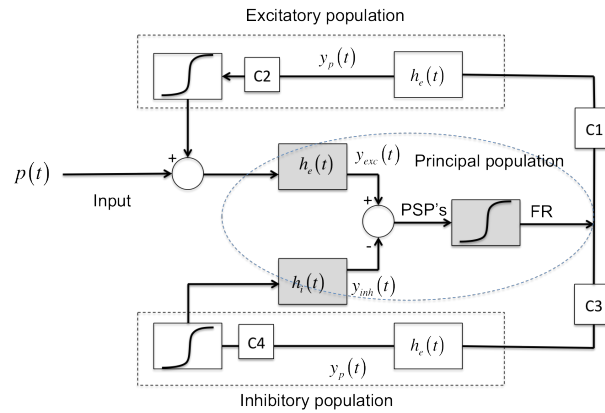 Excitatory population
y_p(t)
C2
h_e(t)
C1
+
p(t)
Input
h_e(t)
y_exc(t)
Principal population
+
PSP's
FR
-
h_i(t)
y_inh(t)
C3
C4
h_e(t)
y_p(t)
Inhibitory population